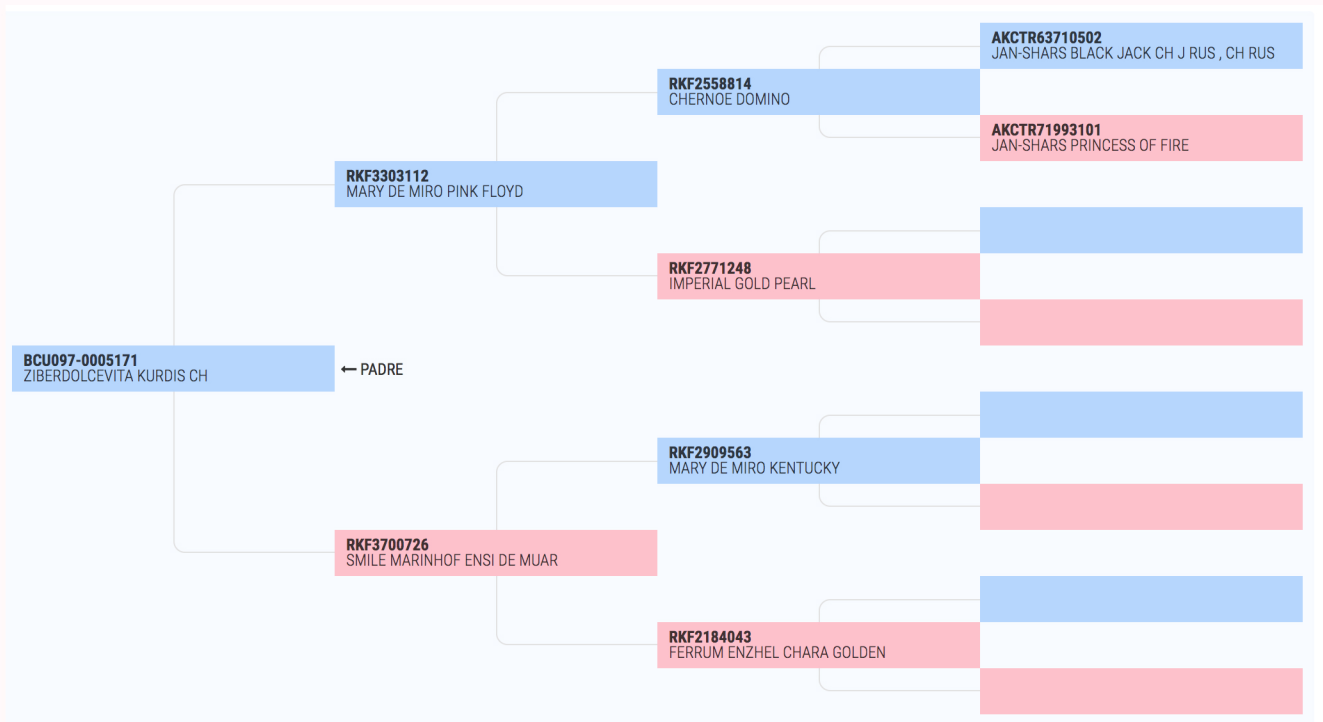 AKCTR63710502
JAN-SHARS BLACK JACK CH J RUS , CH RUS
RKF2558814
CHERNOE DOMINO
AKCTR71993101
JAN-SHARS PRINCESS OF FIRE
RKF3303112
MARY DE MIRO PINK FLOYD
RKF2771248
IMPERIAL GOLD PEARL
BCU097-0005171
ZIBERDOLCEVITA KURDIS CH
← PADRE
RKF2909563
MARY DE MIRO KENTUCKY
RKF3700726
SMILE MARINHOF ENSI DE MUAR
RKF2184043
FERRUM ENZHEL CHARA GOLDEN